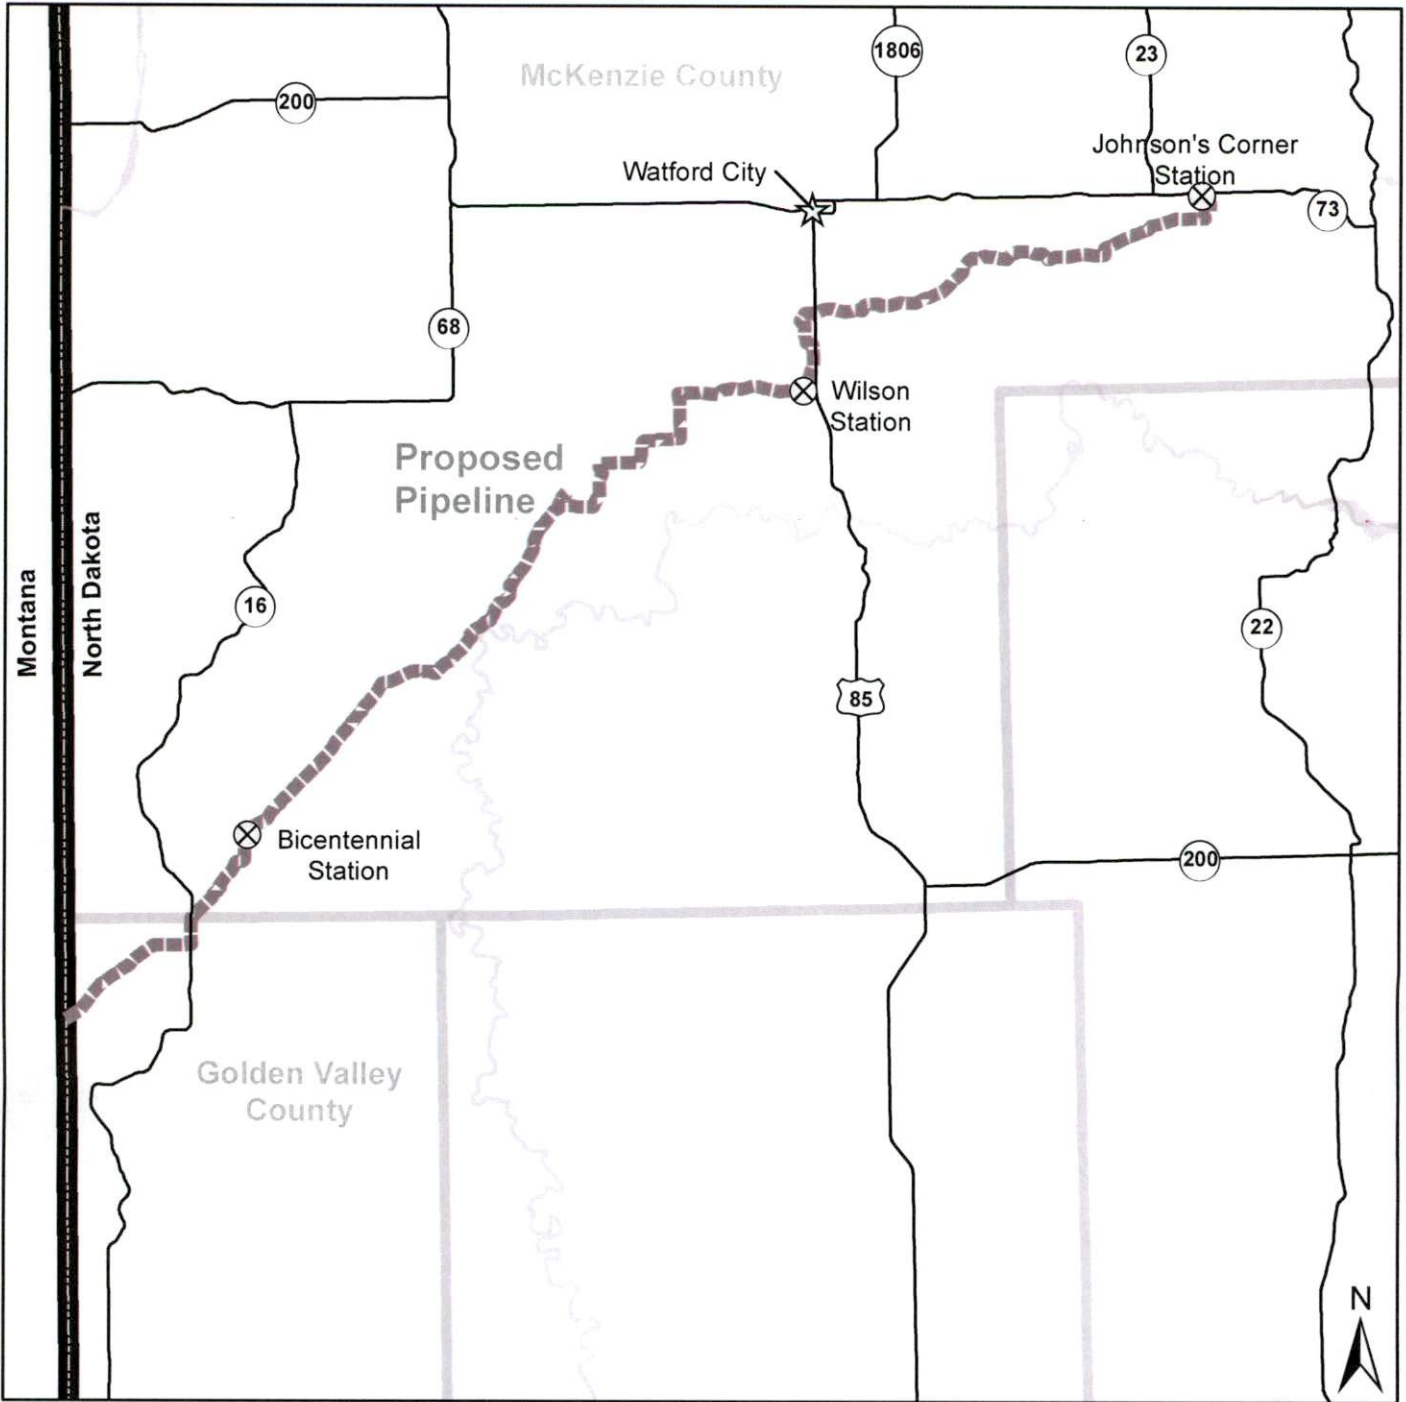 1806
23
McKenzie County
200
Johnson's Corner
Station
Watford City
73
68
Wilson
Station
Proposed
Pipeline
Montana
North Dakota
16
22
85
Bicentennial
Station
200
Golden Valley
County
N